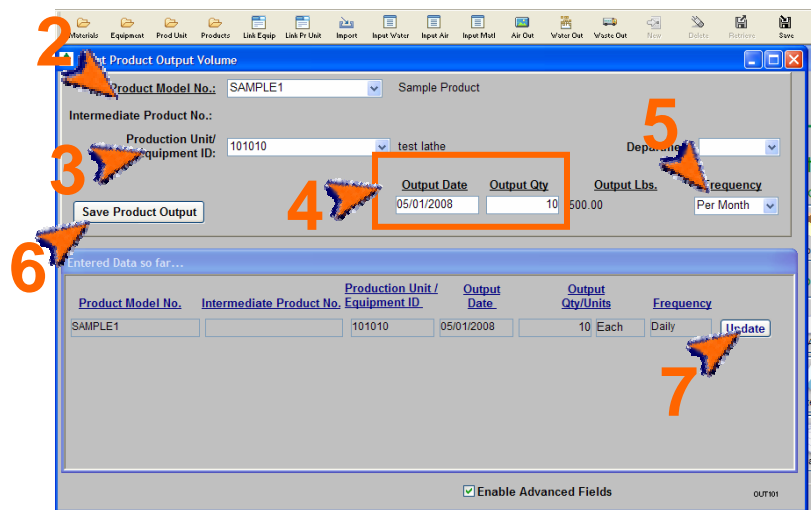 Materials Equipment Prod Unit Products Link Equip Link Pr Unit Import Input Water Input Air Input Matl Air Out Water Out Waste Out New Delete Retrieve Save
2
Product Output Volume
Product Model No.: SAMPLE1 Sample Product
Intermediate Product No.:
Production Unit/
Equipment ID: 101010 test lathe
3
5
4
Output Date Output Qty Output Lbs. Frequency
05/01/2008 10 500.00 Per Month
Save Product Output
6
Entered Data so far...
Product Model No. Intermediate Product No. Production Unit / Equipment ID Output Date Output Qty/Units Frequency
SAMPLE1 101010 05/01/2008 10 Each Daily Update
7
Enable Advanced Fields
OUT101